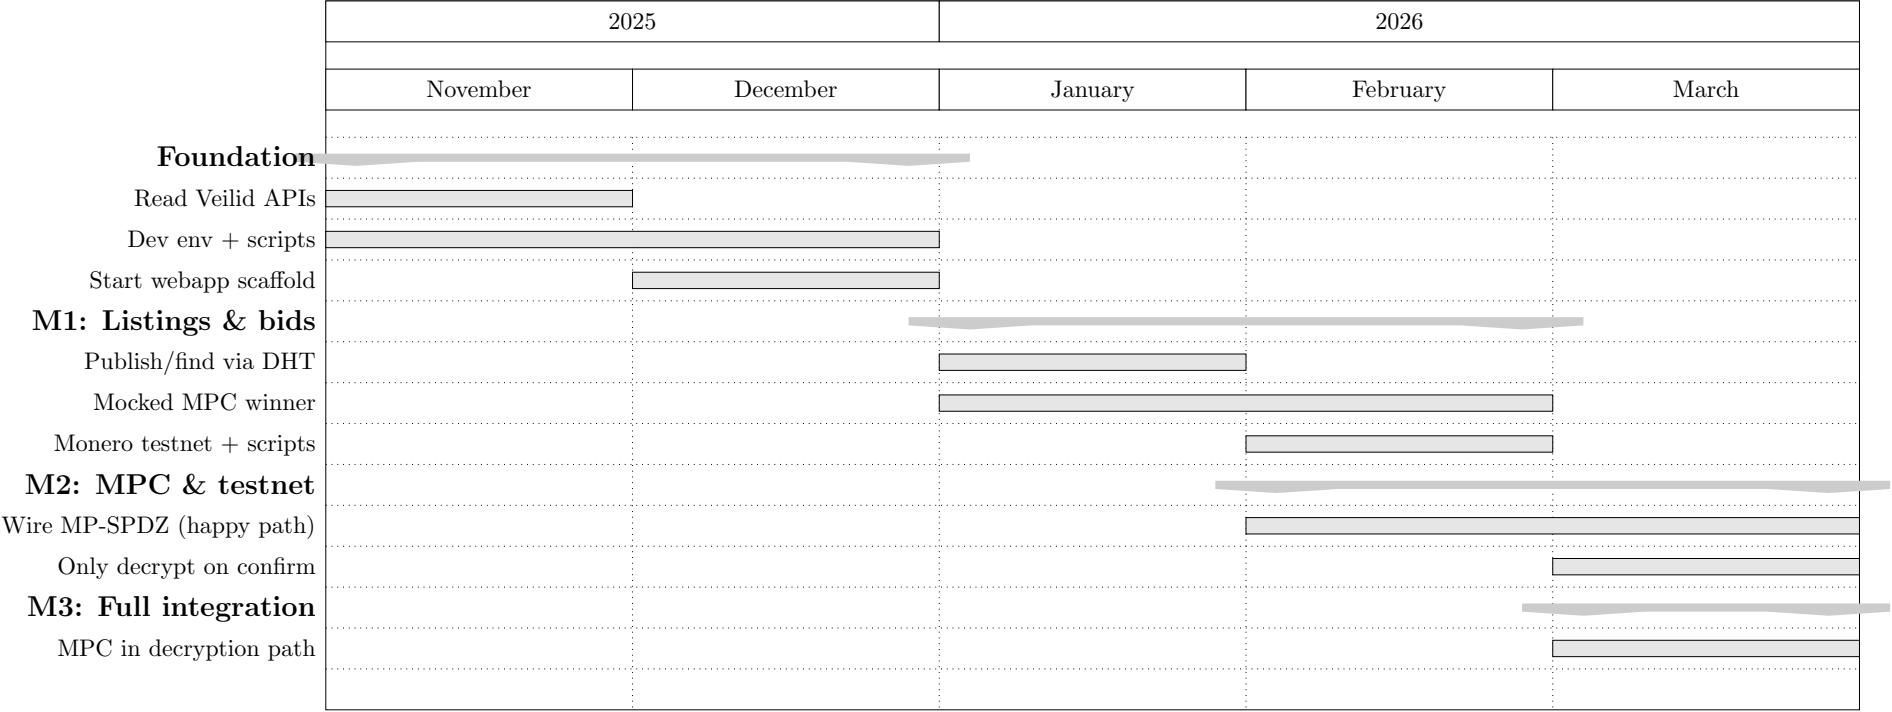 2025 2026
November December January February March
Foundation
Read Veilid APIs
Dev env + scripts
Start webapp scaffold
M1: Listings & bids
Publish/find via DHT
Mocked MPC winner
Monero testnet + scripts
M2: MPC & testnet
Wire MP-SPDZ (happy path)
Only decrypt on confirm
M3: Full integration
MPC in decryption path